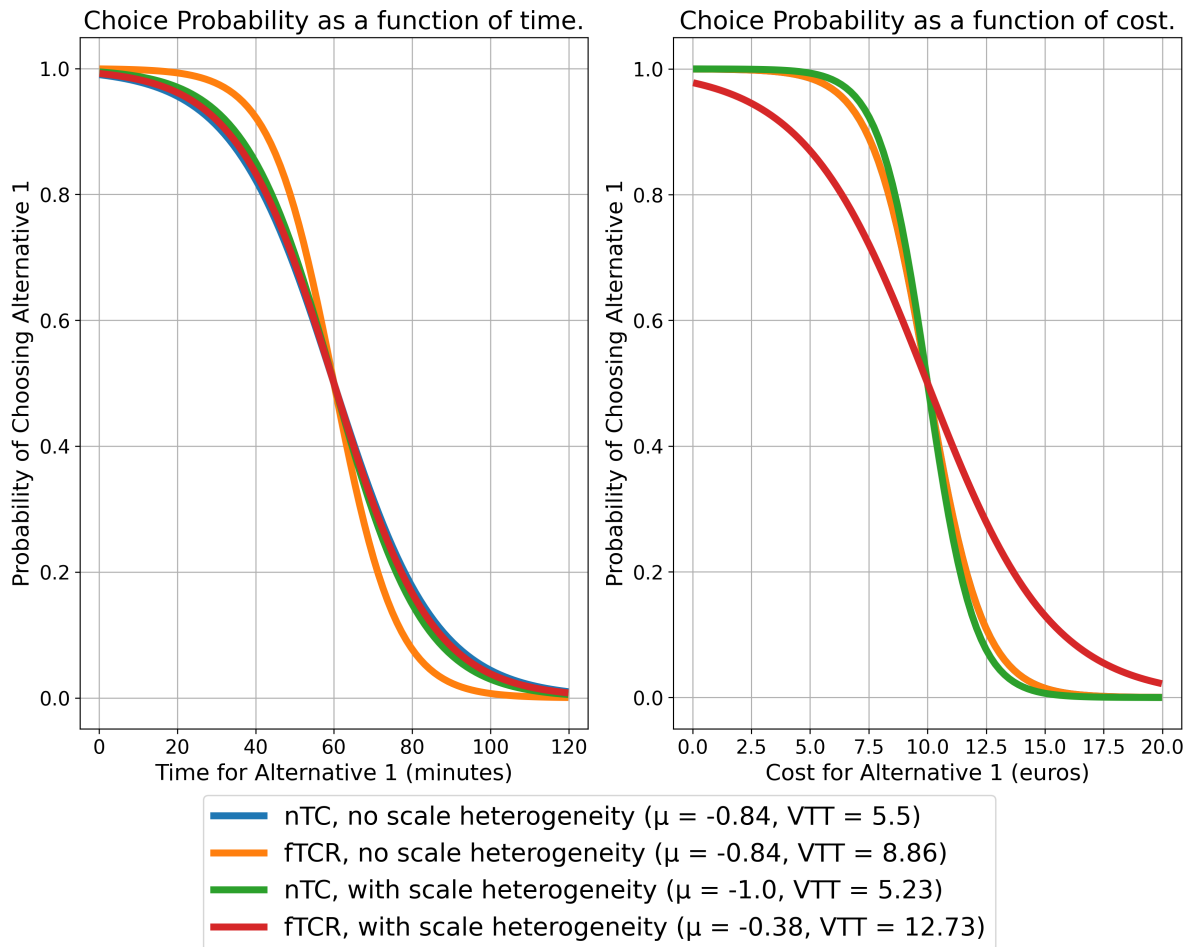 Choice Probability as a function of time.
Probability of Choosing Alternative 1
1.0
0.8
0.6
0.4
0.2
0.0
0 20 40 60 80 100 120
Time for Alternative 1 (minutes)
Choice Probability as a function of cost.
Probability of Choosing Alternative 1
1.0
0.8
0.6
0.4
0.2
0.0
0.0 2.5 5.0 7.5 10.0 12.5 15.0 17.5 20.0
Cost for Alternative 1 (euros)
nTC, no scale heterogeneity (μ = -0.84, VTT = 5.5)
fTCR, no scale heterogeneity (μ = -0.84, VTT = 8.86)
nTC, with scale heterogeneity (μ = -1.0, VTT = 5.23)
fTCR, with scale heterogeneity (μ = -0.38, VTT = 12.73)